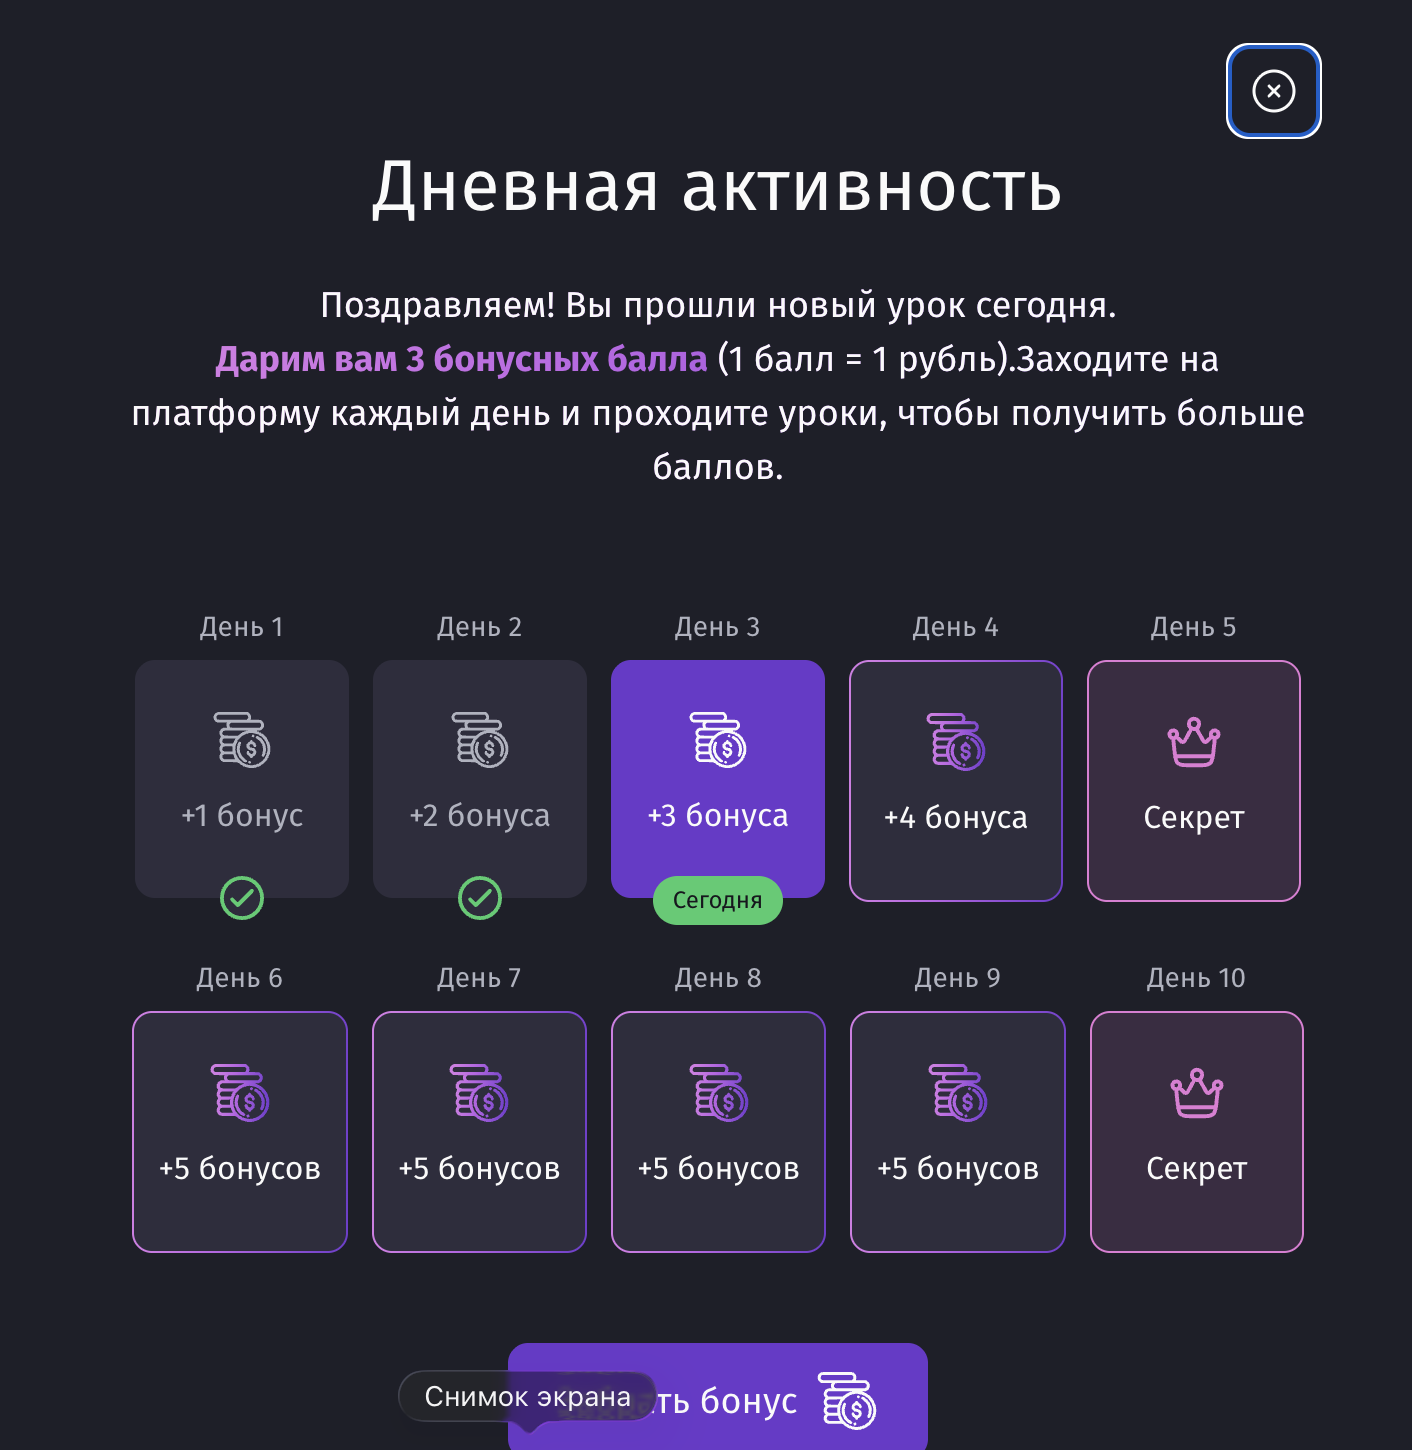 Дневная активность
Поздравляем! Вы прошли новый урок сегодня.
Дарим вам 3 бонусных балла (1 балл = 1 рубль).Заходите на
платформу каждый день и проходите уроки, чтобы получить больше
баллов.
День 1
День 2
День 3
День 4
День 5
+1 бонус
+2 бонуса
+3 бонуса
+4 бонуса
Секрет
Сегодня
День 6
День 7
День 8
День 9
День 10
+5 бонусов
+5 бонусов
+5 бонусов
+5 бонусов
Секрет
Снимок экрана
бонус